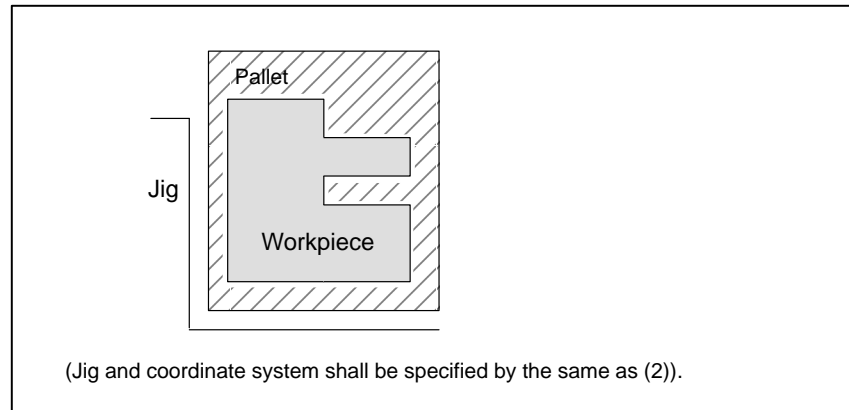 Pallet
Jig
Workpiece
(Jig and coordinate system shall be specified by the same as (2)).